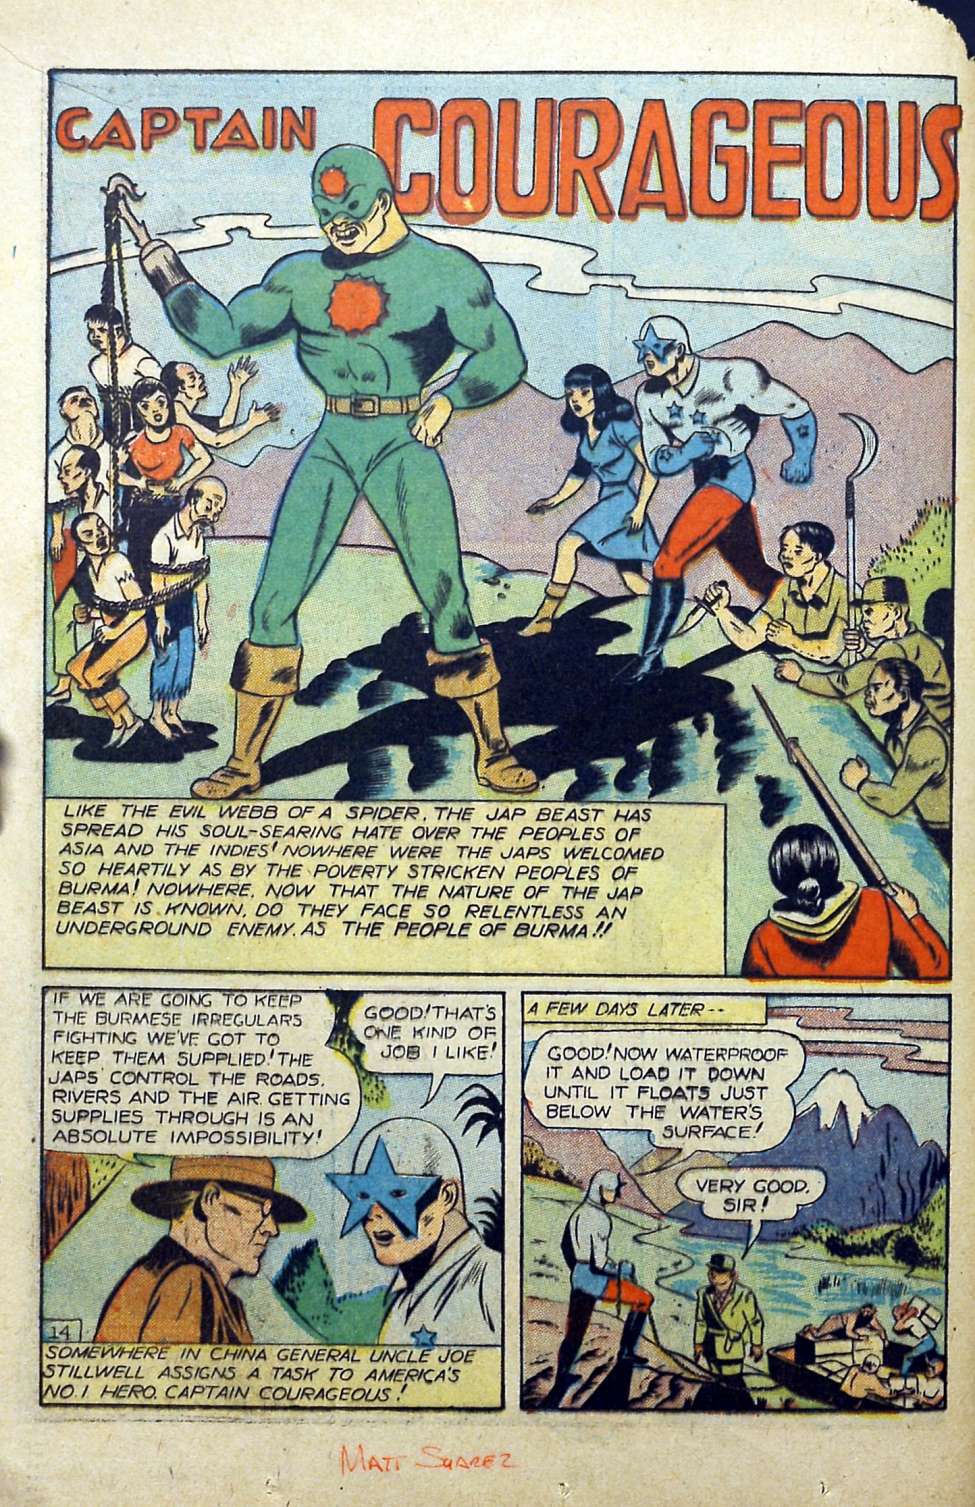 CAPTAIN COURAGEOUS
LIKE THE EVIL WEBB OF A SPIDER, THE JAP BEAST HAS
SPREAD HIS SOUL-SEARING HATE OVER THE PEOPLES OF
ASIA AND THE INDIES! NOWHERE WERE THE JAPS WELCOMED
SO HEARTILY AS BY THE POVERTY STRICKEN PEOPLES OF
BURMA! NOWHERE, NOW THAT THE NATURE OF THE JAP
BEAST IS KNOWN, DO THEY FACE SO RELENTLESS AN
UNDERGROUND ENEMY, AS THE PEOPLE OF BURMA!!
IF WE ARE GOING TO KEEP
THE BURMESE IRREGULARS
FIGHTING WE'VE GOT TO
KEEP THEM SUPPLIED! THE
JAPS CONTROL THE ROADS,
RIVERS AND THE AIR. GETTING
SUPPLIES THROUGH IS AN
ABSOLUTE IMPOSSIBILITY!
GOOD! THAT'S
ONE KIND OF
JOB I LIKE!
14
SOMEWHERE IN CHINA GENERAL UNCLE JOE
STILLWELL ASSIGNS A TASK TO AMERICA'S
NO. 1 HERO, CAPTAIN COURAGEOUS!
A FEW DAYS LATER--
GOOD! NOW WATERPROOF
IT AND LOAD IT DOWN
UNTIL IT FLOATS JUST
BELOW THE WATER'S
SURFACE!
VERY GOOD,
SIR!
MATT SUAREZ